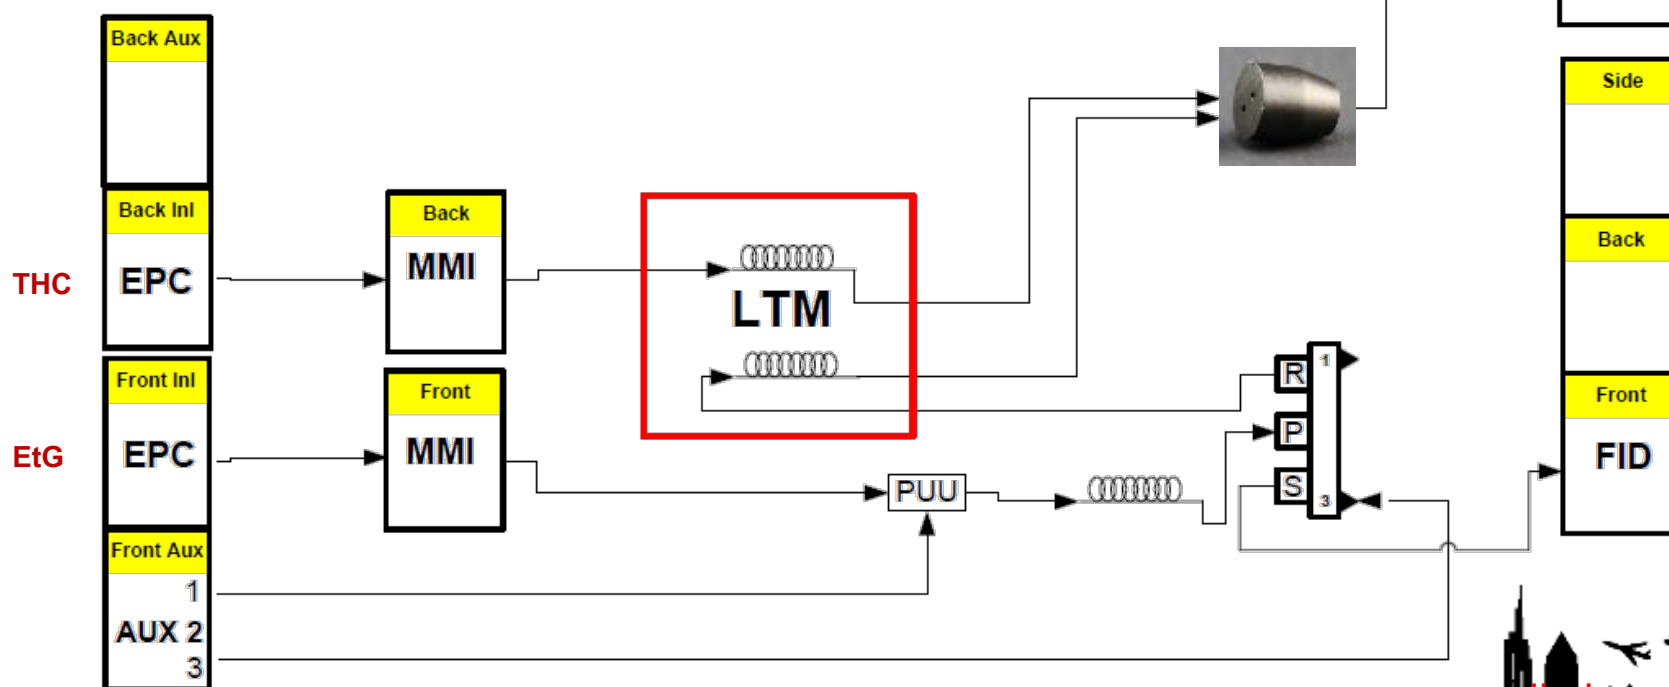 Back Aux
Side
Back Inl
EPC
Back
MMI
Back
THC
LTM
Front Inl
EPC
Front
MMI
R
1
P
S
3
Front
FID
EtG
PUU
Front Aux
1
AUX 2
3